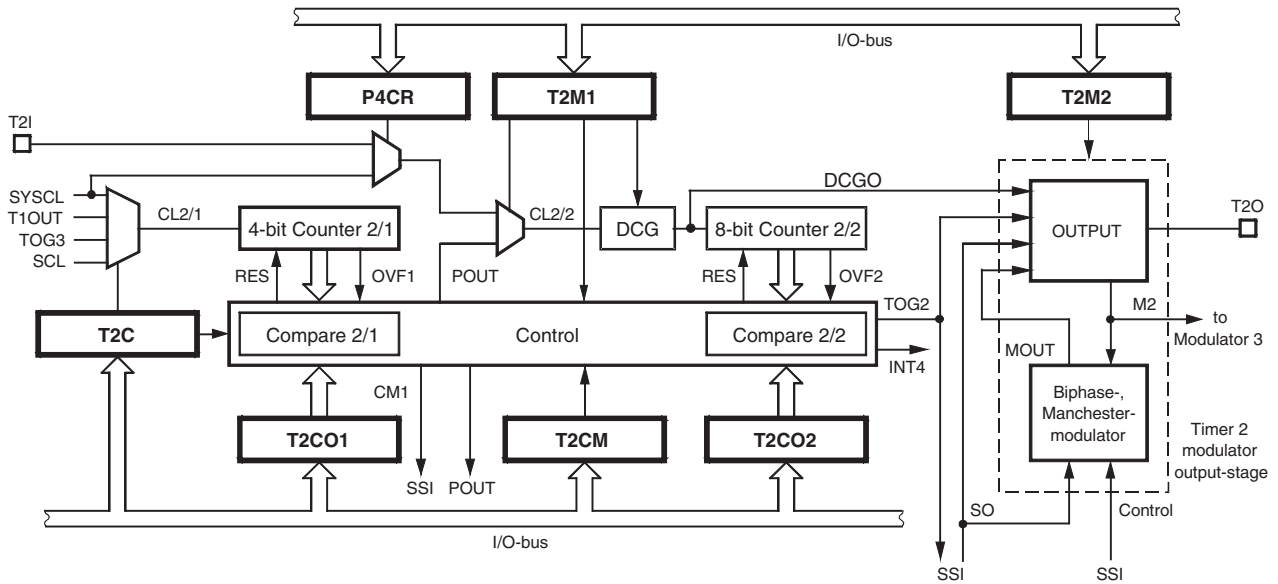 I/O-bus
P4CR
T2M1
T2M2
T2I
SYSCL
T1OUT
TOG3
SCL
CL2/1
4-bit Counter 2/1
CL2/2
DCG
8-bit Counter 2/2
DCGO
OUTPUT
T2O
RES
OVF1
POUT
RES
OVF2
TOG2
M2
to
Modulator 3
T2C
Compare 2/1
Control
Compare 2/2
INT4
MOUT
Biphase-,
Manchester-
modulator
Timer 2
modulator
output-stage
CM1
T2CO1
T2CM
T2CO2
SSI
POUT
SO
Control
I/O-bus
SSI
SSI